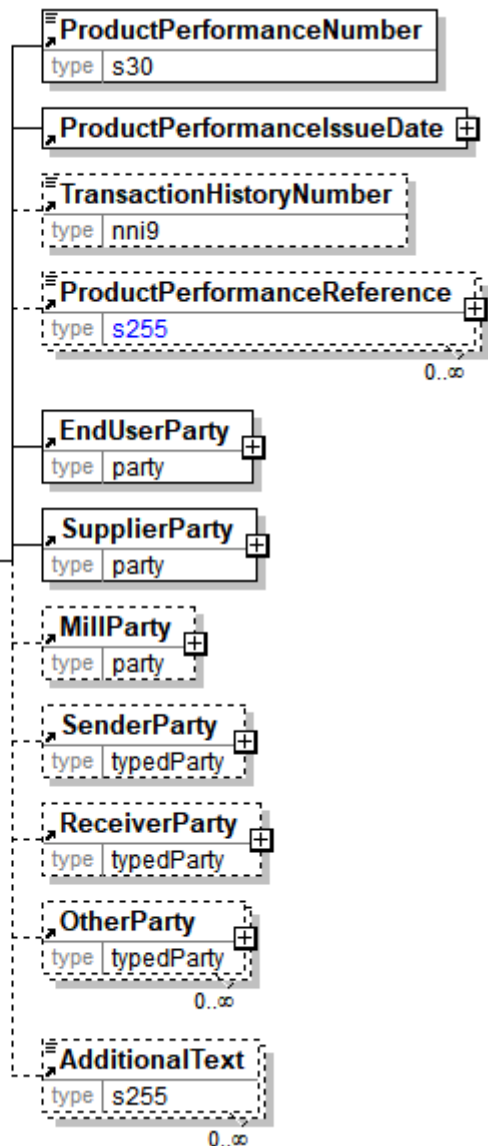 ProductPerformanceNumber
type s30
ProductPerformanceIssueDate
TransactionHistoryNumber
type nni9
ProductPerformanceReference
type s255
0..∞
EndUserParty
type party
SupplierParty
type party
MillParty
type party
SenderParty
type typedParty
ReceiverParty
type typedParty
OtherParty
type typedParty
0..∞
AdditionalText
type s255
0..∞